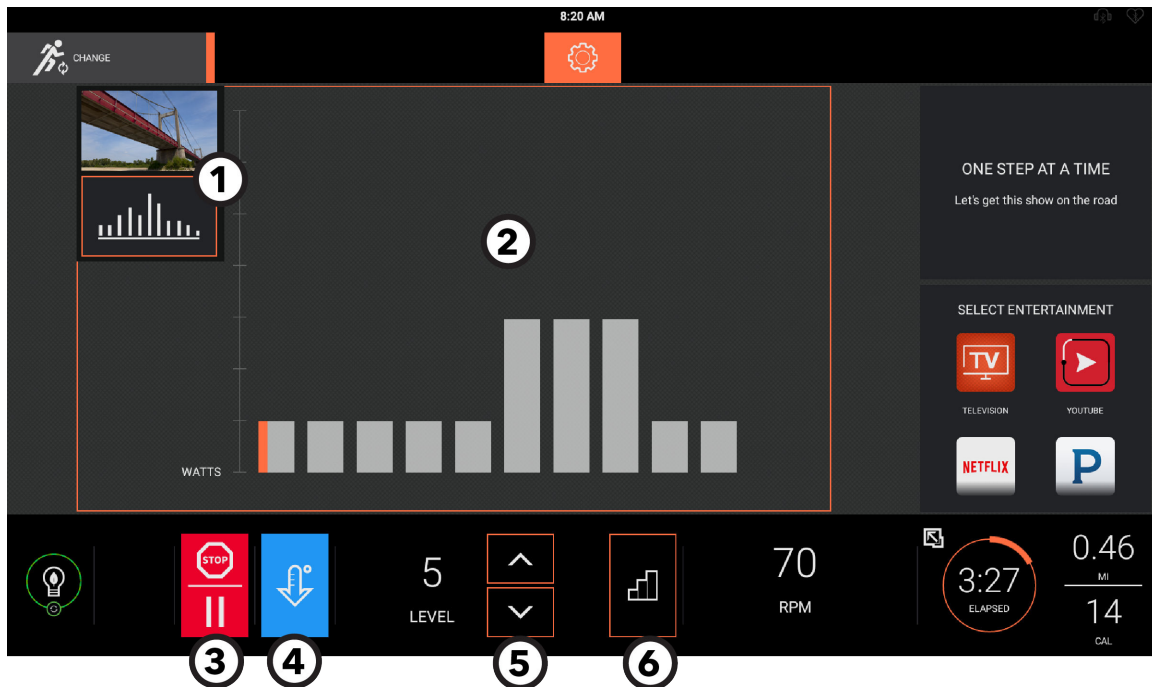 8:20 AM
CHANGE
1
2
ONE STEP AT A TIME
Let's get this show on the road
SELECT ENTERTAINMENT
TV
TELEVISION
YOUTUBE
NETFLIX
P
WATTS
STOP
5
LEVEL
70
RPM
3:27
ELAPSED
0.46
MI
14
CAL
3
4
5
6